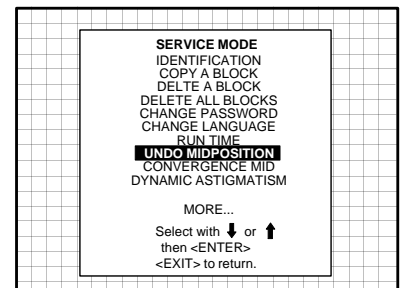 SERVICE MODE
IDENTIFICATION
COPY A BLOCK
DELTE A BLOCK
DELETE ALL BLOCKS
CHANGE PASSWORD
CHANGE LANGUAGE
RUN TIME
UNDO MIDPOSITION
CONVERGENCE MID
DYNAMIC ASTIGMATISM
MORE...
Select with ⬇ or ⬆
then <ENTER>
<EXIT> to return.